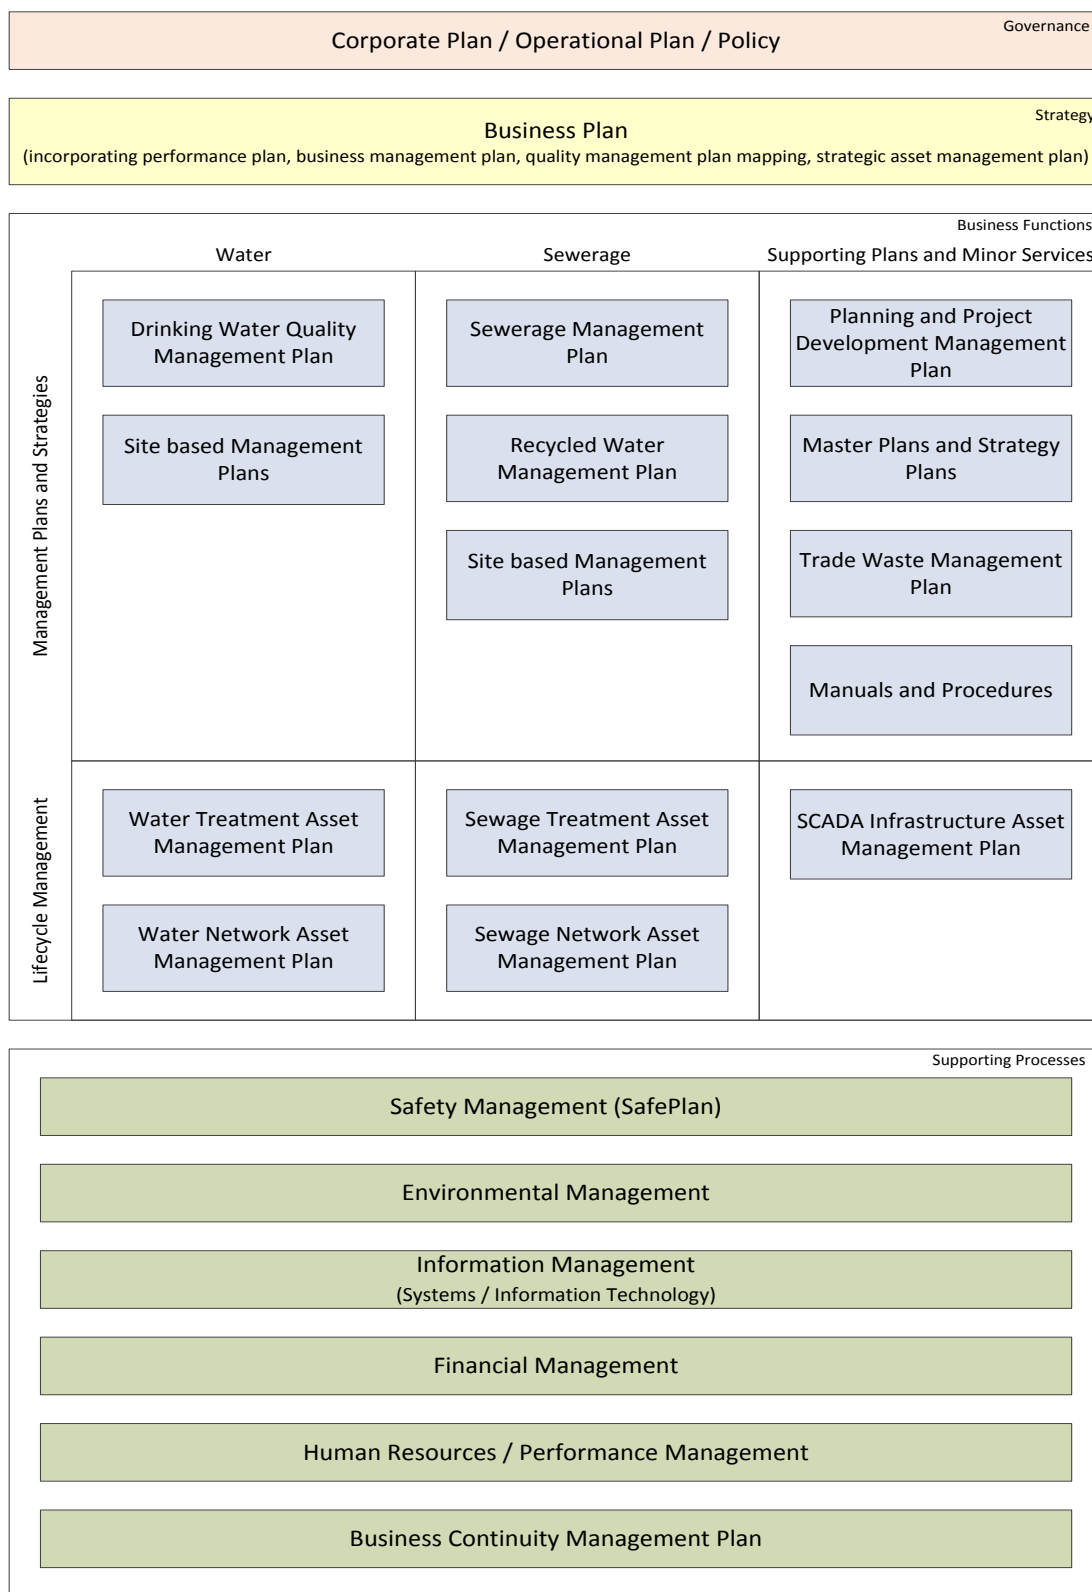 Governance
Corporate Plan / Operational Plan / Policy
Strategy
Business Plan
(incorporating performance plan, business management plan, quality management plan mapping, strategic asset management plan)
Business Functions
Water
Sewerage
Supporting Plans and Minor Services
Management Plans and Strategies
Drinking Water Quality
Management Plan
Site based Management
Plans
Sewerage Management
Plan
Recycled Water
Management Plan
Site based Management
Plans
Planning and Project
Development Management
Plan
Master Plans and Strategy
Plans
Trade Waste Management
Plan
Manuals and Procedures
Lifecycle Management
Water Treatment Asset
Management Plan
Water Network Asset
Management Plan
Sewage Treatment Asset
Management Plan
Sewage Network Asset
Management Plan
SCADA Infrastructure Asset
Management Plan
Supporting Processes
Safety Management (SafePlan)
Environmental Management
Information Management
(Systems / Information Technology)
Financial Management
Human Resources / Performance Management
Business Continuity Management Plan